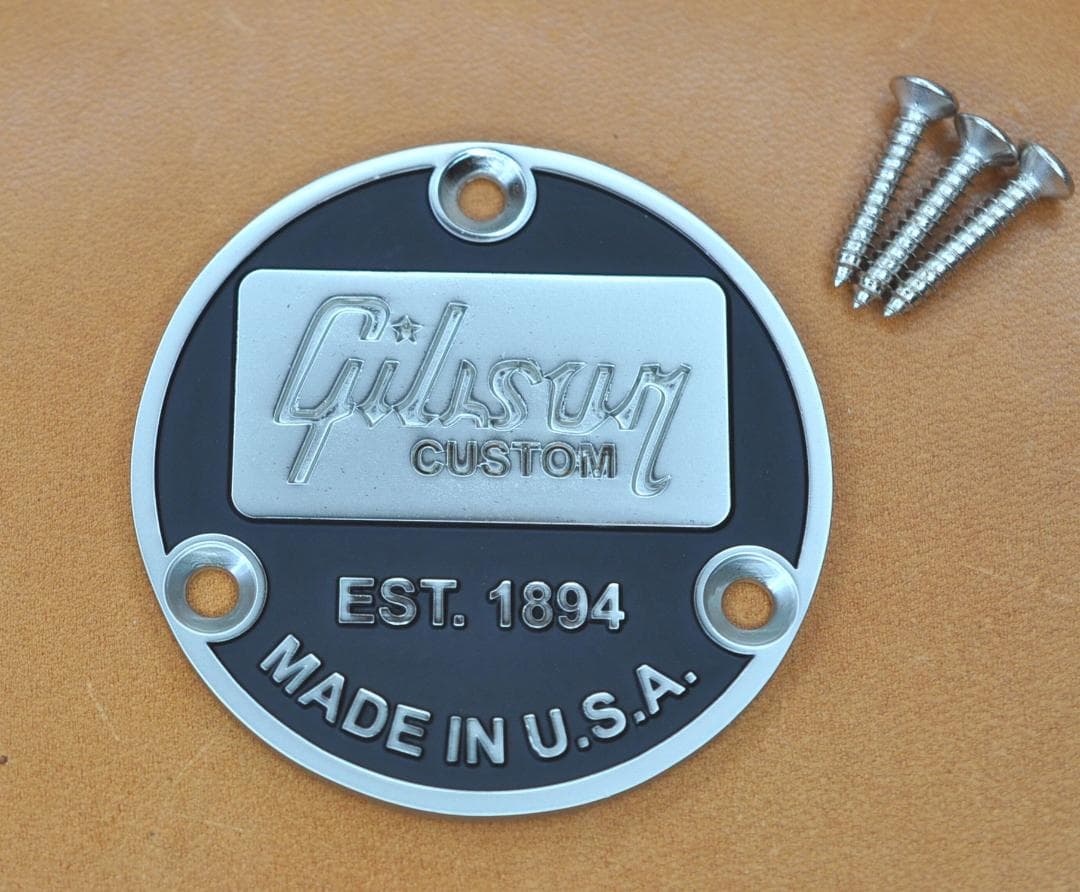 Gibson
CUSTOM
EST. 1894
MADE IN U.S.A.